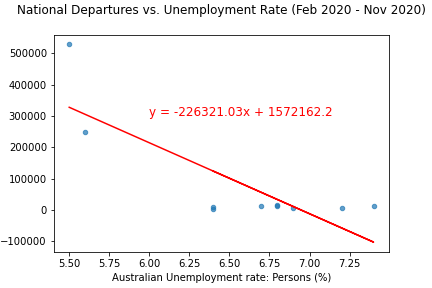 National Departures vs. Unemployment Rate (Feb 2020 - Nov 2020)
500000
400000
300000
200000
100000
0
−100000
y = -226321.03x + 1572162.2
5.50 5.75 6.00 6.25 6.50 6.75 7.00 7.25
Australian Unemployment rate: Persons (%)